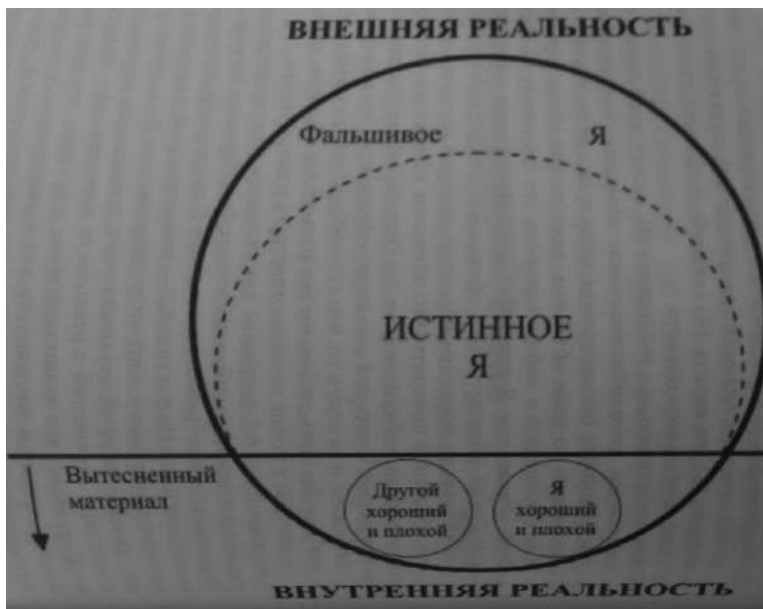 ВНЕШНЯЯ РЕАЛЬНОСТЬ
Фальшивое Я
ИСТИННОЕ
Я
Вытесненный
материал
Другой
хороший
и плохой
Я
хороший
и плохой
ВНУТРЕННЯЯ РЕАЛЬНОСТЬ